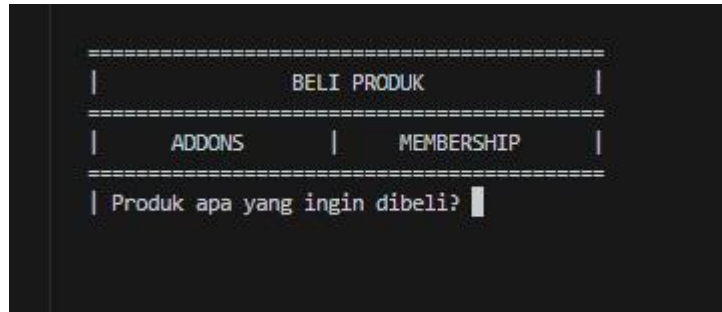 ===========================================
| BELI PRODUK |
===========================================
| ADDONS | MEMBERSHIP |
===========================================
| Produk apa yang ingin dibeli?